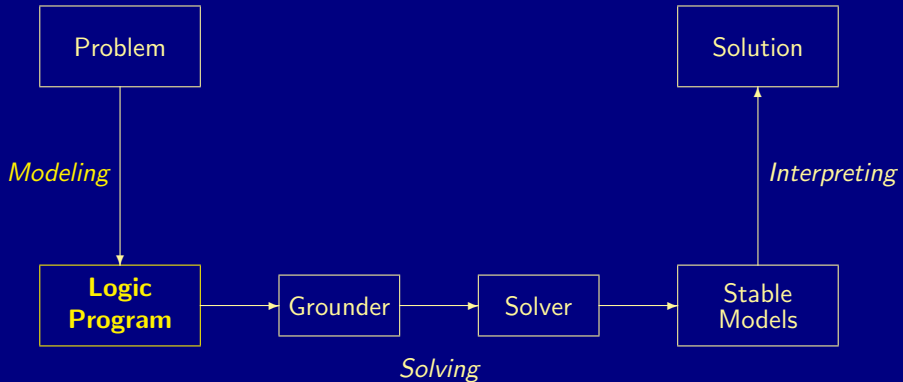 Problem
Solution
Modeling
Interpreting
Logic
Program
Grounder
Solver
Stable
Models
Solving